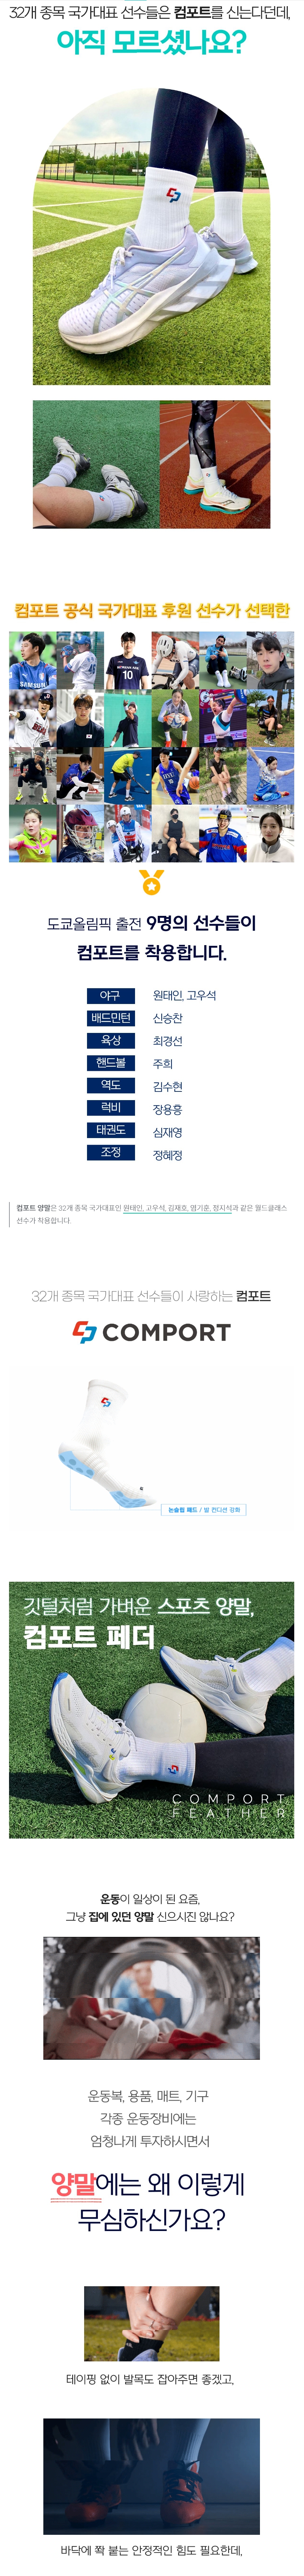 32개 종목 국가대표 선수들은 컴포트를 신는다던데,
아직 모르셨나요?
컴포트 공식 국가대표 후원 선수가 선택한
도쿄올림픽 출전 9명의 선수들이
컴포트를 착용합니다.
야구 원태인, 고우석
배드민턴 신승찬
육상 최경선
핸드볼 주희
역도 김수현
럭비 장용흥
태권도 심재영
조정 정혜정
컴포트 양말은 32개 종목 국가대표인 원태인, 고우석, 김재호, 염기훈, 정지석과 같은 월드클래스
선수가 착용합니다.
32개 종목 국가대표 선수들이 사랑하는 컴포트
COMPORT
논슬립 패드 / 발 컨디션 강화
깃털처럼 가벼운 스포츠 양말,
컴포트 페더
COMPORT
FEATHER
운동이 일상이 된 요즘,
그냥 집에 있던 양말 신으시진 않나요?
운동복, 용품, 매트, 기구
각종 운동장비에는
엄청나게 투자하시면서
양말에는 왜 이렇게
무심하신가요?
테이핑 없이 발목도 잡아주면 좋겠고,
바닥에 쫙 붙는 안정적인 힘도 필요한데,